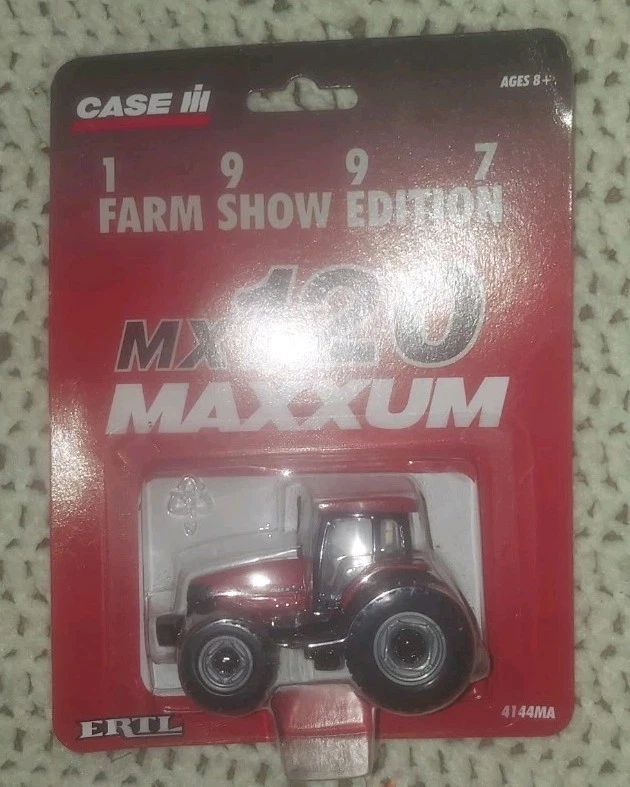 CASE IH
AGES 8+
1 9 9 7
FARM SHOW EDITION
MX120
MAXXUM
ERTL
4144MA